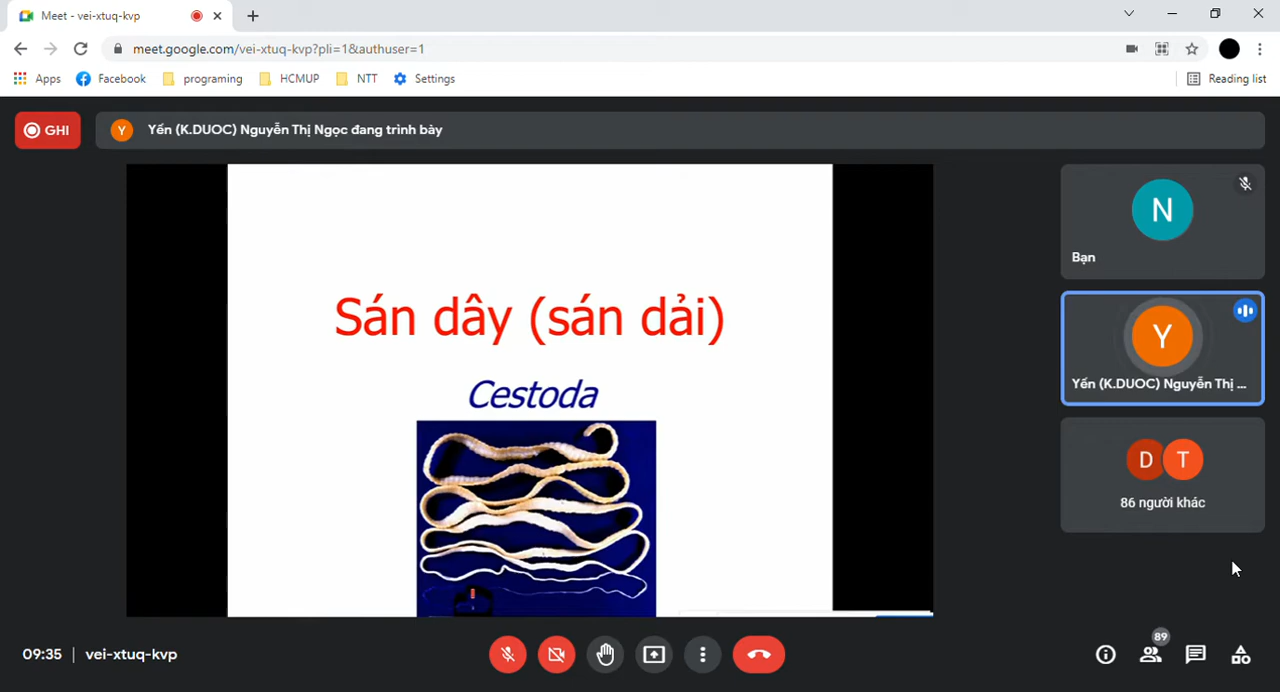 Meet - vei-xtuq-kvp
meet.google.com/vei-xtuq-kvp?pli=1&authuser=1
Apps Facebook programing HCMUP NTT Settings Reading list
GHI Y Yến (K.DUOC) Nguyễn Thị Ngọc đang trình bày
N
Bạn
Sán dây (sán dải)
Cestoda
Y
Yến (K.DUOC) Nguyễn Thị ...
D T
86 người khác
09:35 | vei-xtuq-kvp 89